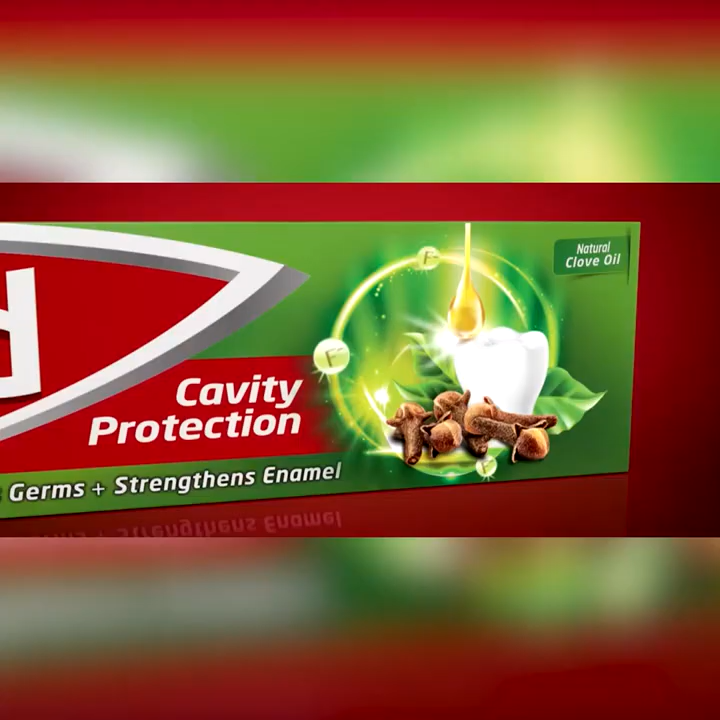 Natural
Clove Oil
d
Cavity
Protection
Germs + Strengthens Enamel
F-
F-
F-